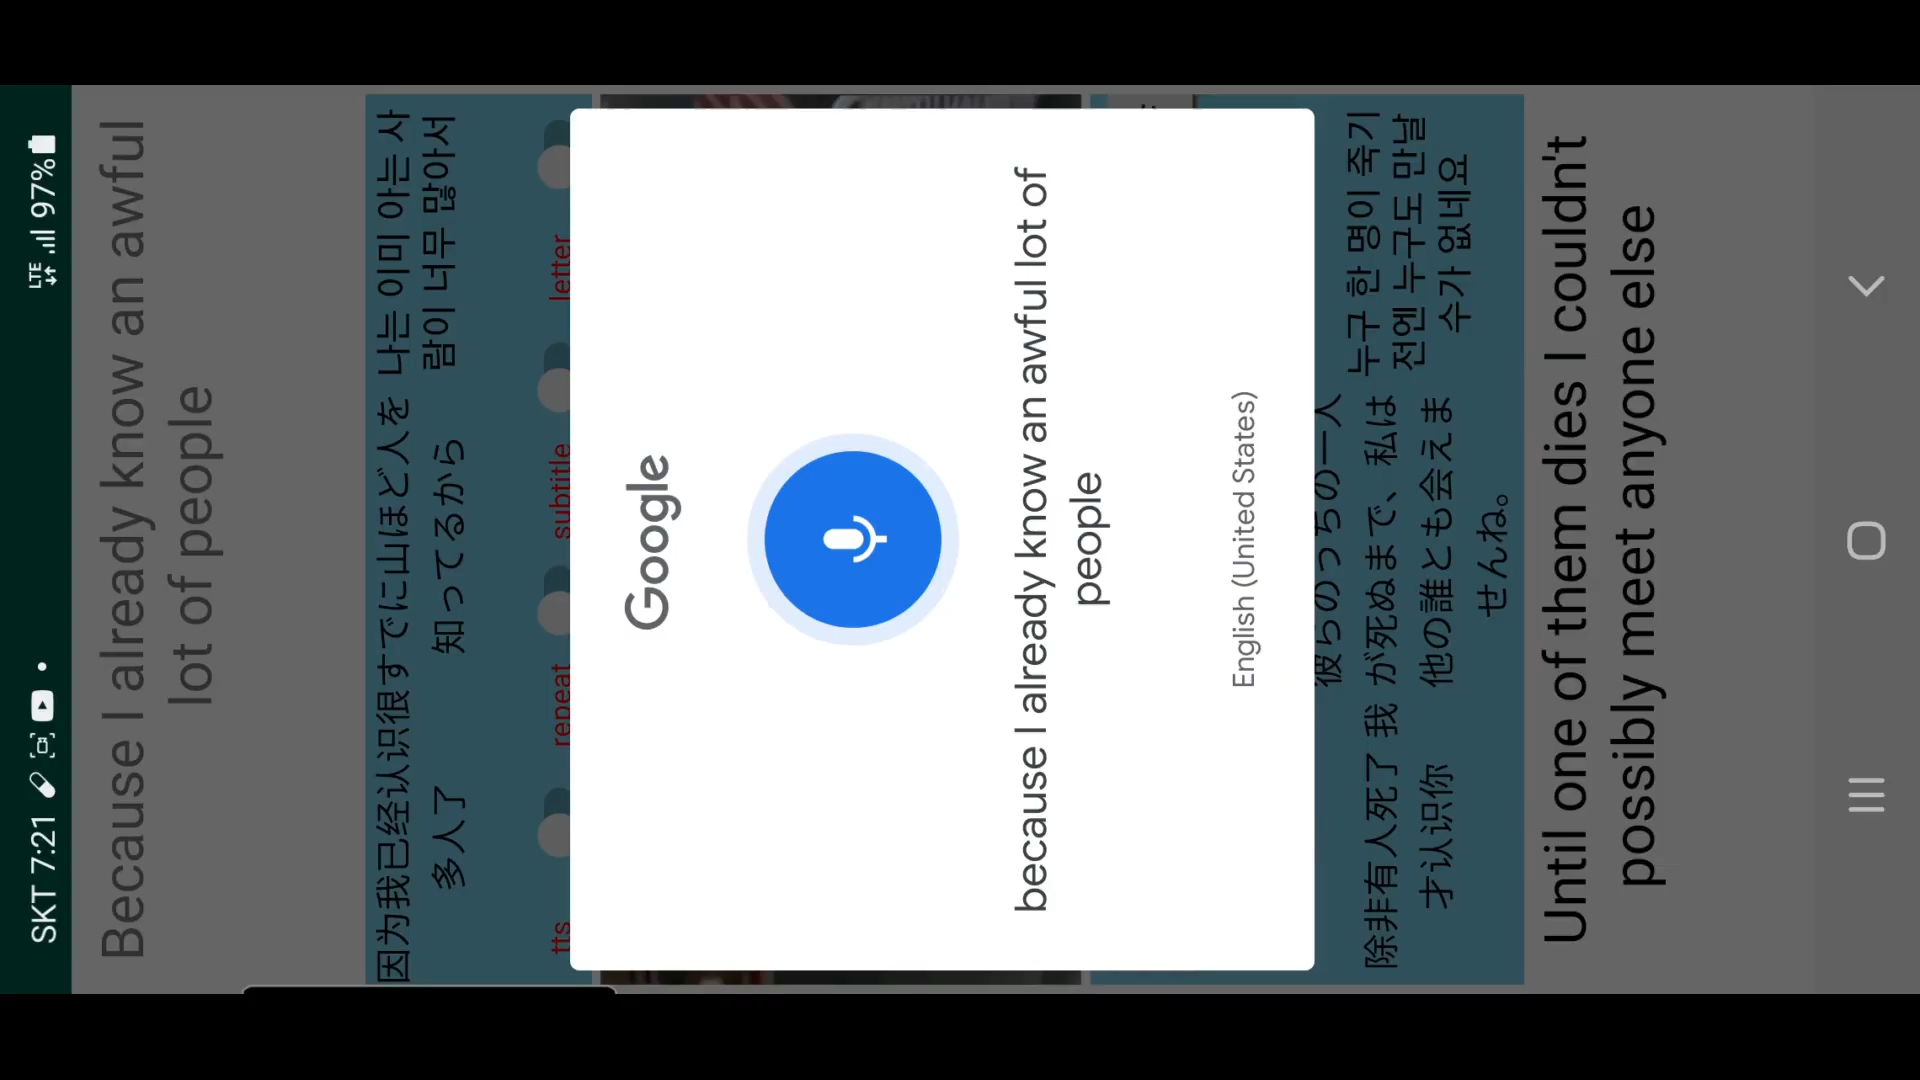 SKT 7:21
LTE
97%
Because I already know an awful
lot of people
因为我已经认识很
多人了
すでに山ほど人を
知ってるから
나는 이미 아는 사
람이 너무 많아서
tts
repeat
subtitle
letter
Google
because I already know an awful lot of
people
English (United States)
除非有人死了 我
才认识你
彼らのうちの一人
が死ぬまで、私は
他の誰とも会えま
せんね。
누구 한 명이 죽기
전엔 누구도 만날
수가 없네요
Until one of them dies I couldn't
possibly meet anyone else